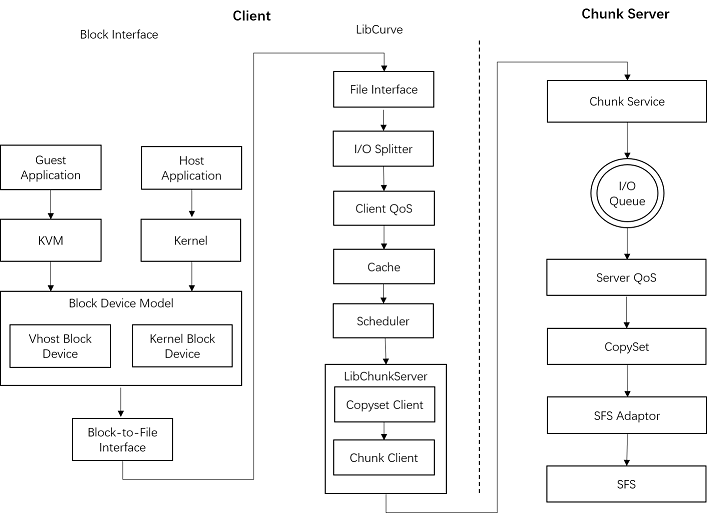 Client
Chunk Server
Block Interface
LibCurve
Guest
Application
Host
Application
KVM
Kernel
Block Device Model
Vhost Block
Device
Kernel Block
Device
Block-to-File
Interface
File Interface
I/O Splitter
Client QoS
Cache
Scheduler
LibChunkServer
Copyset Client
Chunk Client
Chunk Service
I/O
Queue
Server QoS
CopySet
SFS Adaptor
SFS